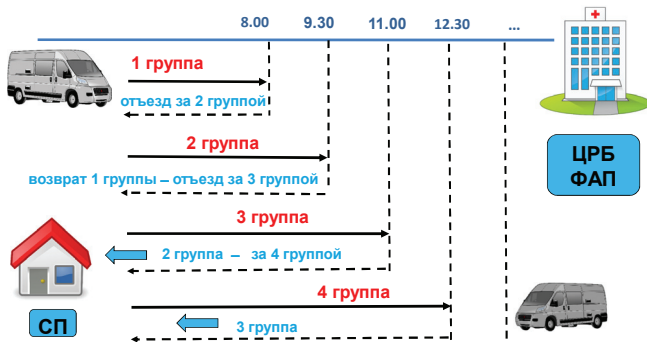 8.00 9.30 11.00 12.30 ...
1 группа
отъезд за 2 группой
2 группа
ЦРБ
ФАП
возврат 1 группы – отъезд за 3 группой
3 группа
2 группа – за 4 группой
4 группа
СП
3 группа